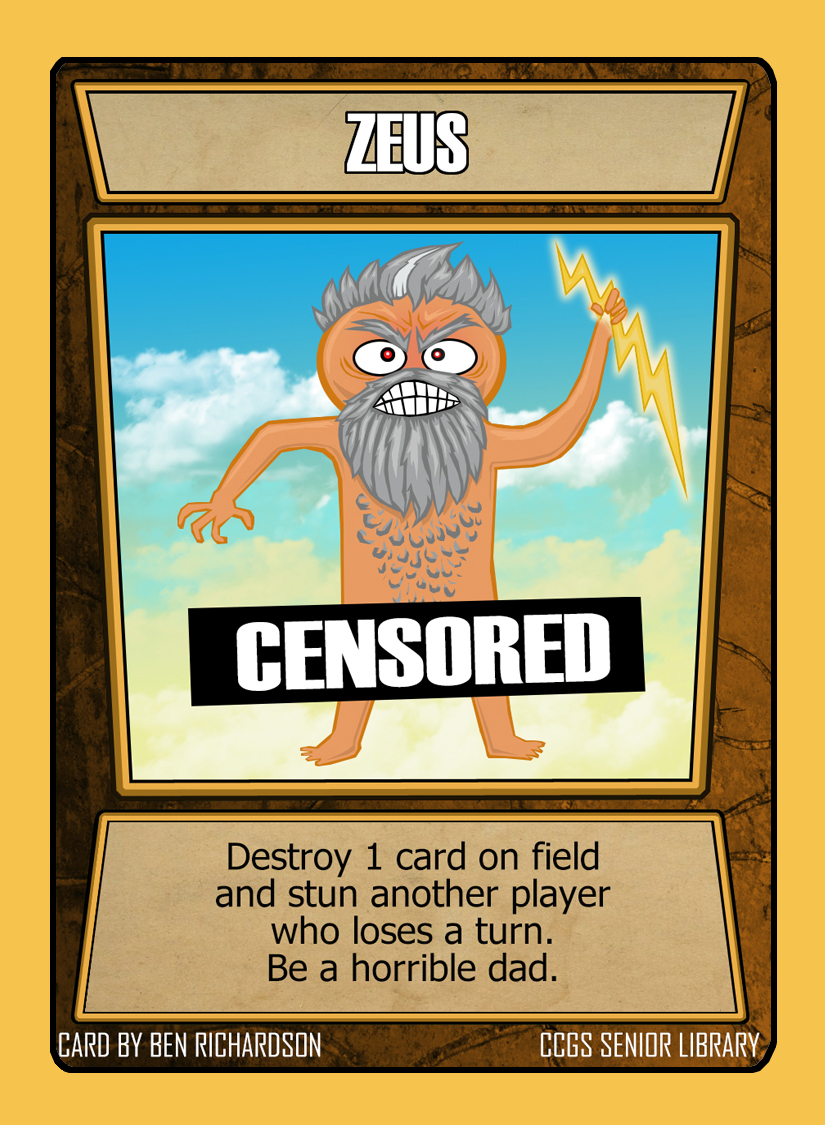 ZEUS
CENSORED
Destroy 1 card on field
and stun another player
who loses a turn.
Be a horrible dad.
CARD BY BEN RICHARDSON
CCGS SENIOR LIBRARY